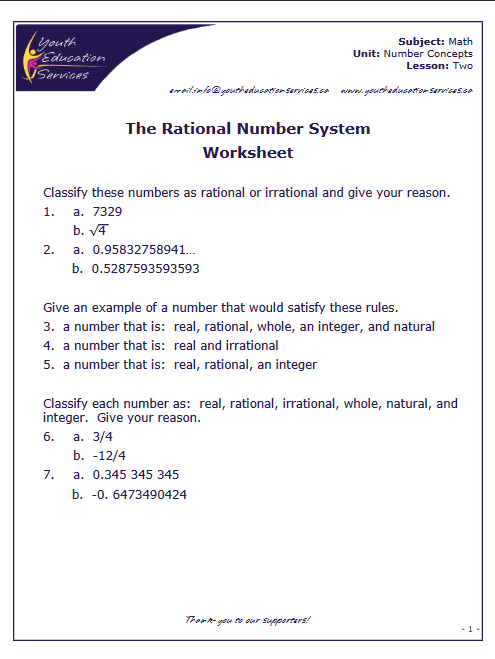 Youth
Education
Services
Subject: Math
Unit: Number Concepts
Lesson: Two
email:info@youtheducationservices.ca www.youtheducationservices.ca
The Rational Number System
Worksheet
Classify these numbers as rational or irrational and give your reason.
1. a. 7329
b. √4
2. a. 0.95832758941…
b. 0.5287593593593
Give an example of a number that would satisfy these rules.
3. a number that is: real, rational, whole, an integer, and natural
4. a number that is: real and irrational
5. a number that is: real, rational, an integer
Classify each number as: real, rational, irrational, whole, natural, and
integer. Give your reason.
6. a. 3/4
b. -12/4
7. a. 0.345 345 345
b. -0. 6473490424
Thank-you to our supporters!
- 1 -